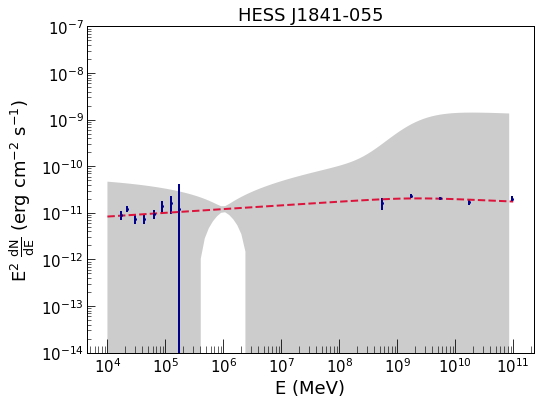 HESS J1841-055
E² dN/dE (erg cm⁻² s⁻¹)
10⁻⁷
10⁻⁸
10⁻⁹
10⁻¹⁰
10⁻¹¹
10⁻¹²
10⁻¹³
10⁻¹⁴
10⁴ 10⁵ 10⁶ 10⁷ 10⁸ 10⁹ 10¹⁰ 10¹¹
E (MeV)